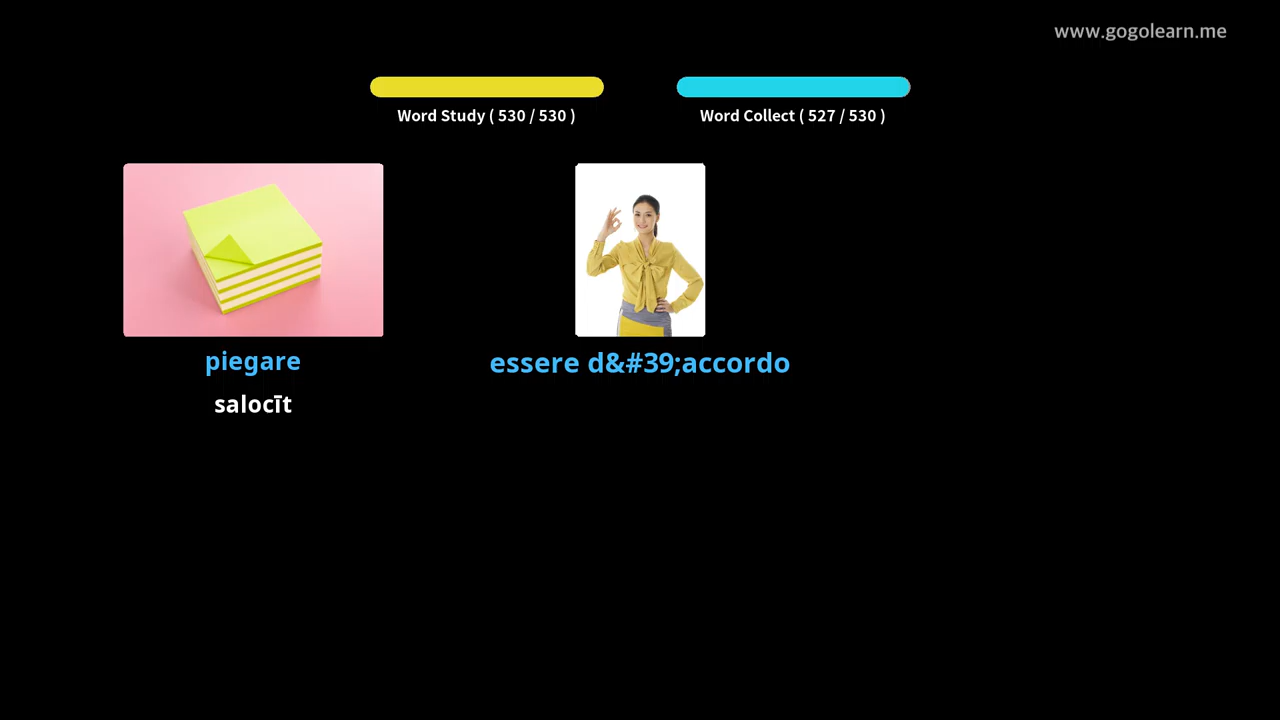 www.gogolearn.me
Word Study ( 530 / 530 )
Word Collect ( 527 / 530 )
piegare
essere d&#39;accordo
salocīt